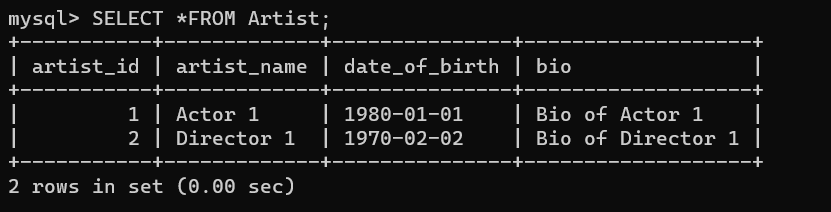 mysql> SELECT *FROM Artist;
+-----------+-------------+---------------+-------------------+
| artist_id | artist_name | date_of_birth | bio               |
+-----------+-------------+---------------+-------------------+
|         1 | Actor 1     | 1980-01-01    | Bio of Actor 1    |
|         2 | Director 1  | 1970-02-02    | Bio of Director 1 |
+-----------+-------------+---------------+-------------------+
2 rows in set (0.00 sec)